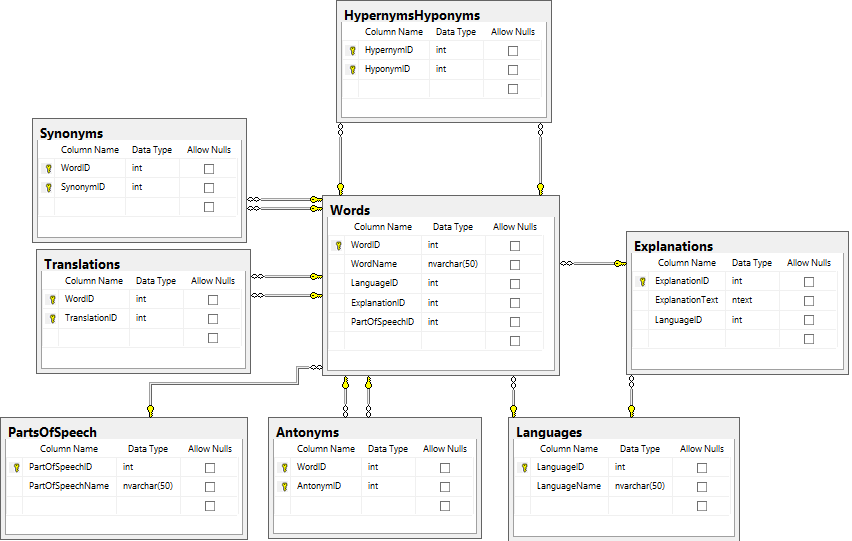 HypernymsHyponyms
Column Name Data Type Allow Nulls
HypernymID int
HyponymID int
Synonyms
Column Name Data Type Allow Nulls
WordID int
SynonymID int
Words
Column Name Data Type Allow Nulls
WordID int
WordName nvarchar(50)
LanguageID int
ExplanationID int
PartOfSpeechID int
Explanations
Column Name Data Type Allow Nulls
ExplanationID int
ExplanationText ntext
LanguageID int
Translations
Column Name Data Type Allow Nulls
WordID int
TranslationID int
PartsOfSpeech
Column Name Data Type Allow Nulls
PartOfSpeechID int
PartOfSpeechName nvarchar(50)
Antonyms
Column Name Data Type Allow Nulls
WordID int
AntonymID int
Languages
Column Name Data Type Allow Nulls
LanguageID int
LanguageName nvarchar(50)